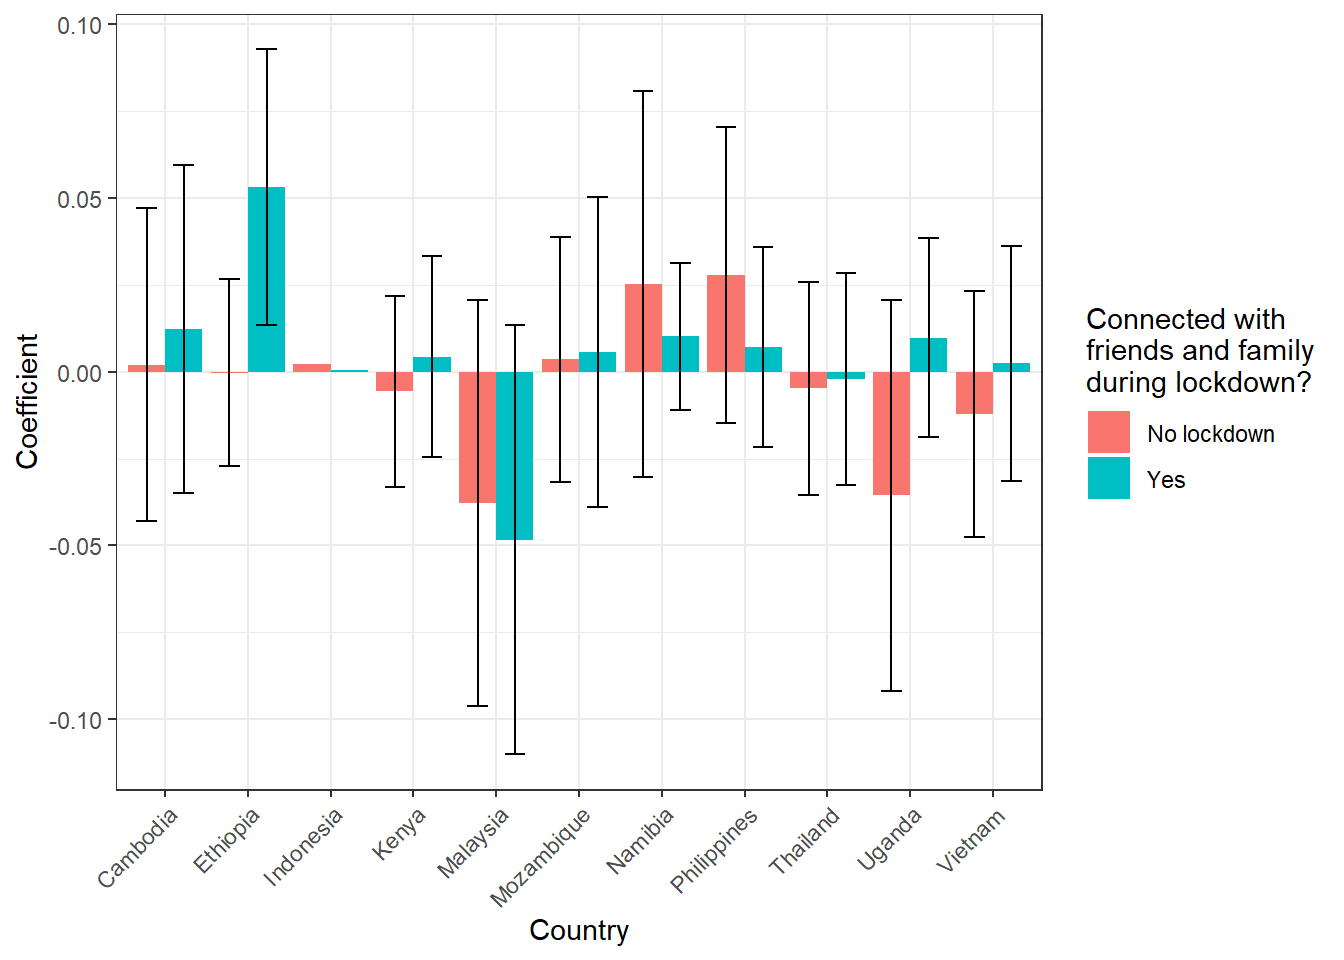 0.10
0.05
0.00
-0.05
-0.10
Coefficient
Cambodia
Ethiopia
Indonesia
Kenya
Malaysia
Mozambique
Namibia
Philippines
Thailand
Uganda
Vietnam
Country
Connected with
friends and family
during lockdown?
No lockdown
Yes